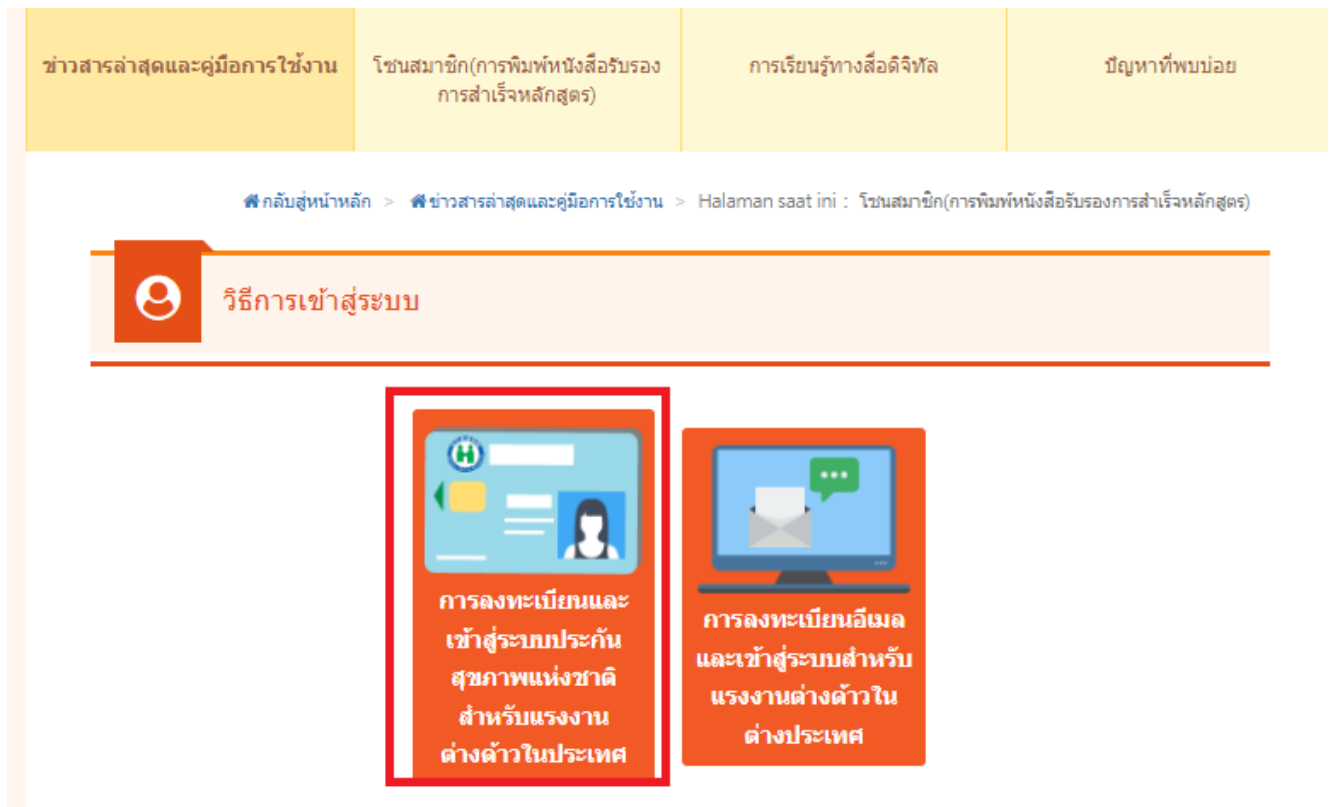 ข่าวสารล่าสุดและคู่มือการใช้งาน
โซนสมาชิก(การพิมพ์หนังสือรับรอง
การสำเร็จหลักสูตร)
การเรียนรู้ทางสื่อดิจิทัล
ปัญหาที่พบบ่อย
กลับสู่หน้าหลัก > ข่าวสารล่าสุดและคู่มือการใช้งาน > Halaman saat ini : โซนสมาชิก(การพิมพ์หนังสือรับรองการสำเร็จหลักสูตร)
วิธีการเข้าสู่ระบบ
การลงทะเบียนและ
เข้าสู่ระบบประกัน
สุขภาพแห่งชาติ
สำหรับแรงงาน
ต่างด้าวในประเทศ
การลงทะเบียนอีเมล
และเข้าสู่ระบบสำหรับ
แรงงานต่างด้าวใน
ต่างประเทศ